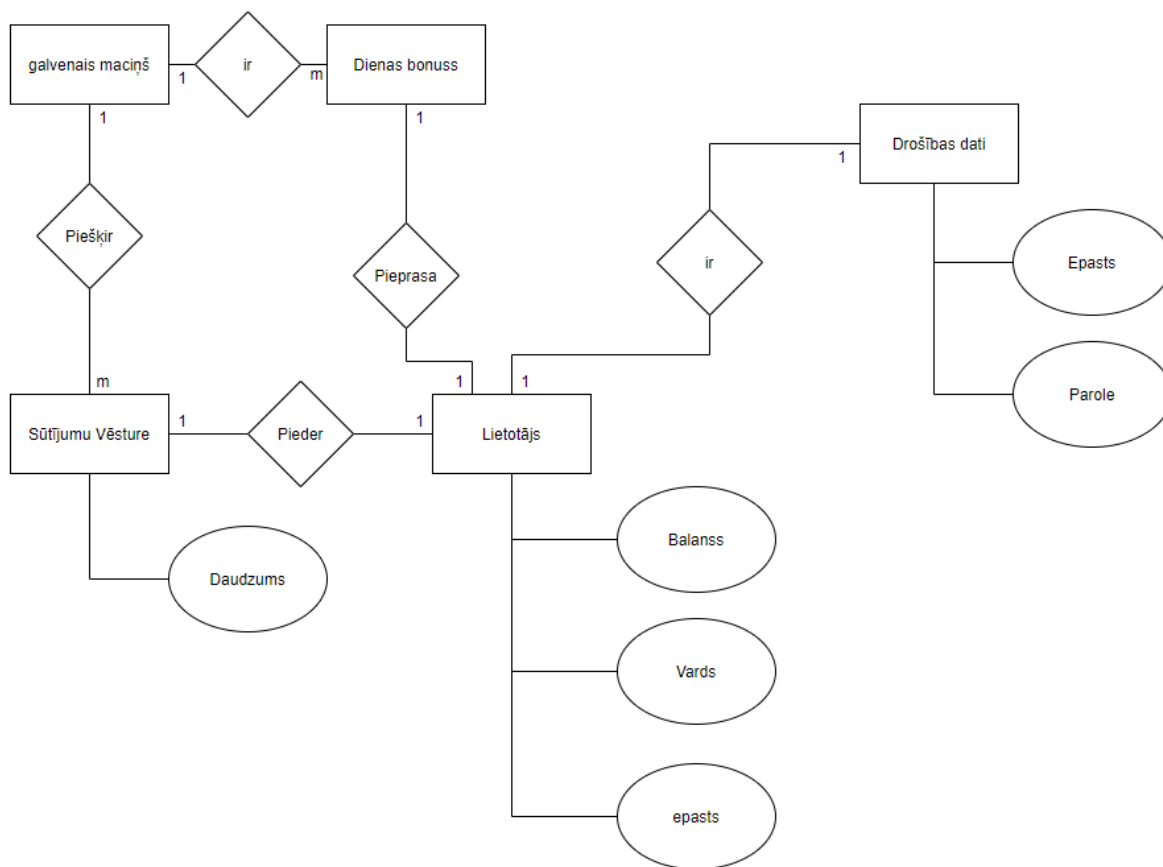 galvenais maciņš
1
ir
m
Dienas bonuss
1
1
Drošības dati
1
Piešķir
Pieprasa
ir
Epasts
Parole
m
1
1
Sūtījumu Vēsture
1
Pieder
1
Lietotājs
Daudzums
Balanss
Vards
epasts